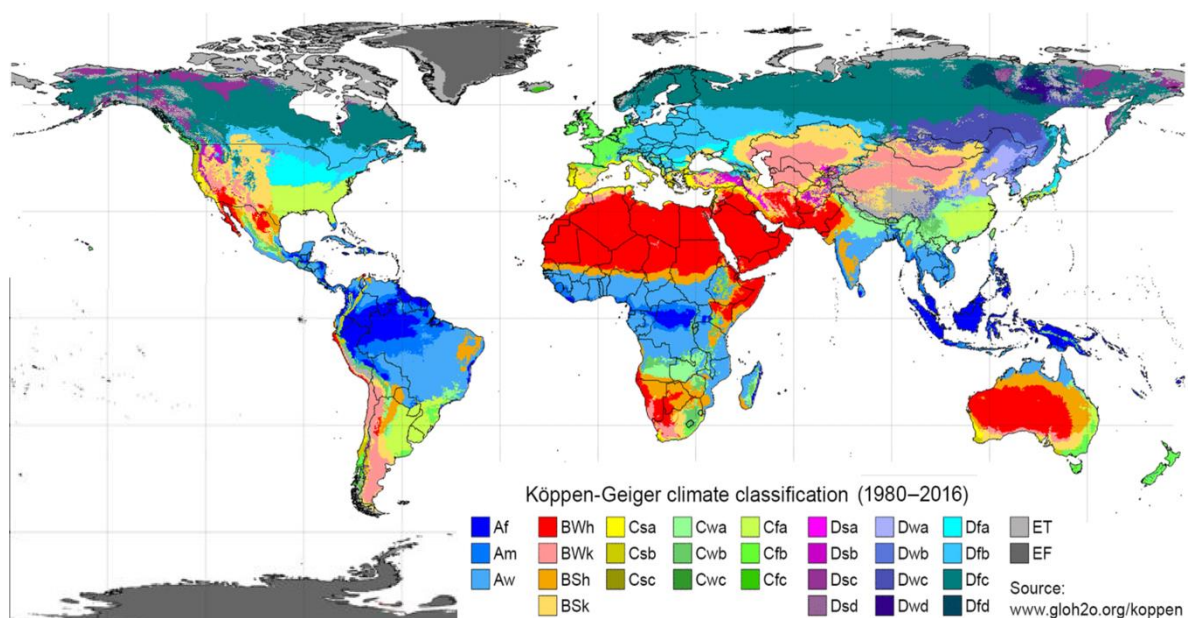 Köppen-Geiger climate classification (1980–2016)
Af BWh Csa Cwa Cfa Dsa Dwa Dfa ET
Am BWk Csb Cwb Cfb Dsb Dwb Dfb EF
Aw BSh Csc Cwc Cfc Dsc Dwc Dfc Source:
BSk Dsd Dwd Dfd www.gloh2o.org/koppen